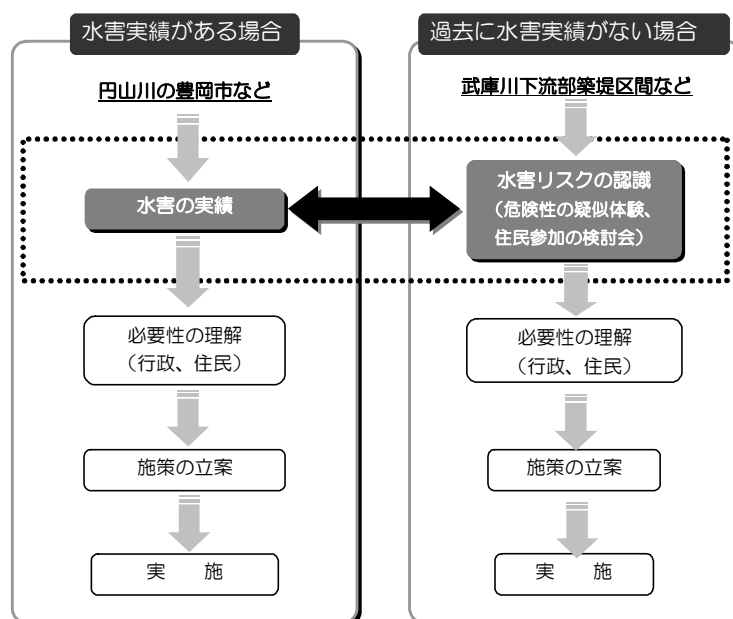 水害実績がある場合
円山川の豊岡市など
水害の実績
必要性の理解
（行政、住民）
施策の立案
実　施
過去に水害実績がない場合
武庫川下流部築堤区間など
水害リスクの認識
（危険性の疑似体験、
住民参加の検討会）
必要性の理解
（行政、住民）
施策の立案
実　施